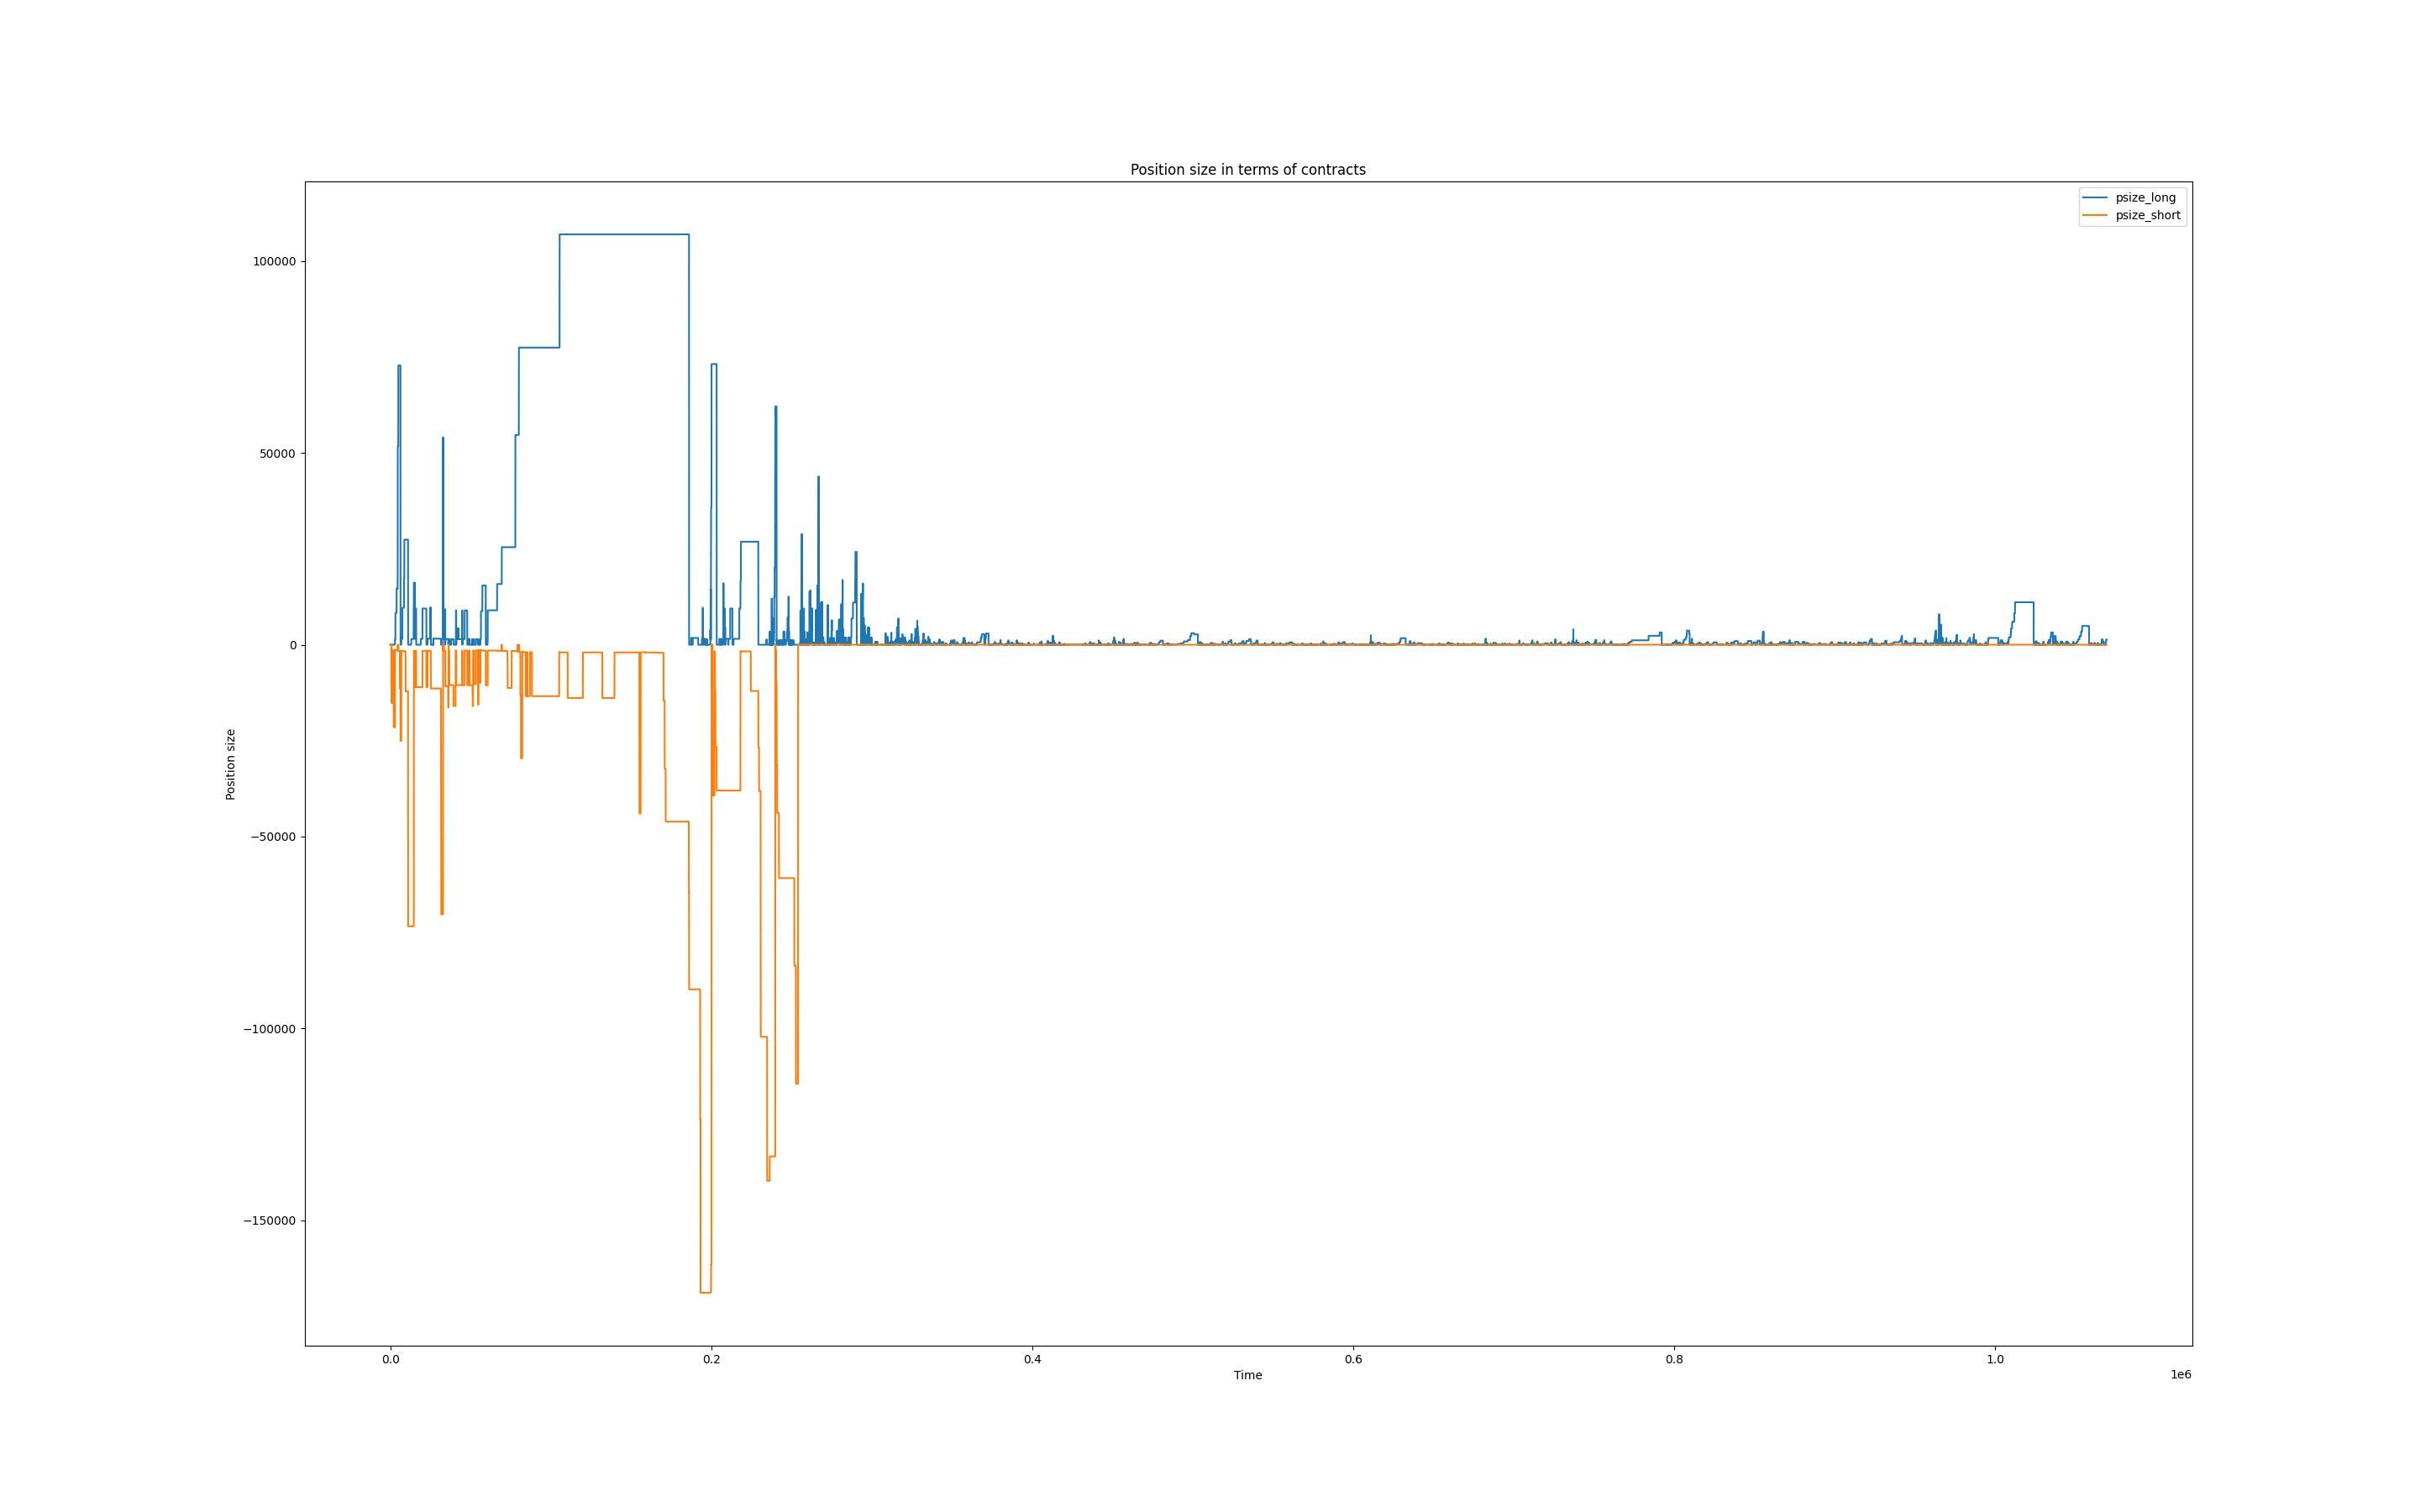 Position size in terms of contracts
psize_long
psize_short
100000
50000
0
−50000
−100000
−150000
Position size
0.0
0.2
0.4
0.6
0.8
1.0
Time
1e6